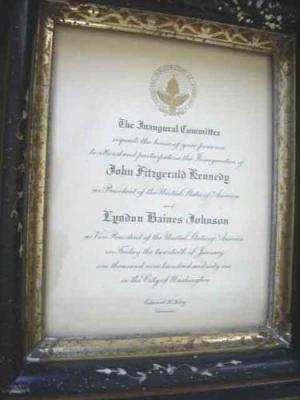 The Inaugural Committee
requests the honor of your presence
to attend and participate in the Inauguration of
John Fitzgerald Kennedy
as President of the United States of America
and
Lyndon Baines Johnson
as Vice President of the United States of America
on Friday the twentieth of January
one thousand nine hundred and sixty one
in the City of Washington
Chairman